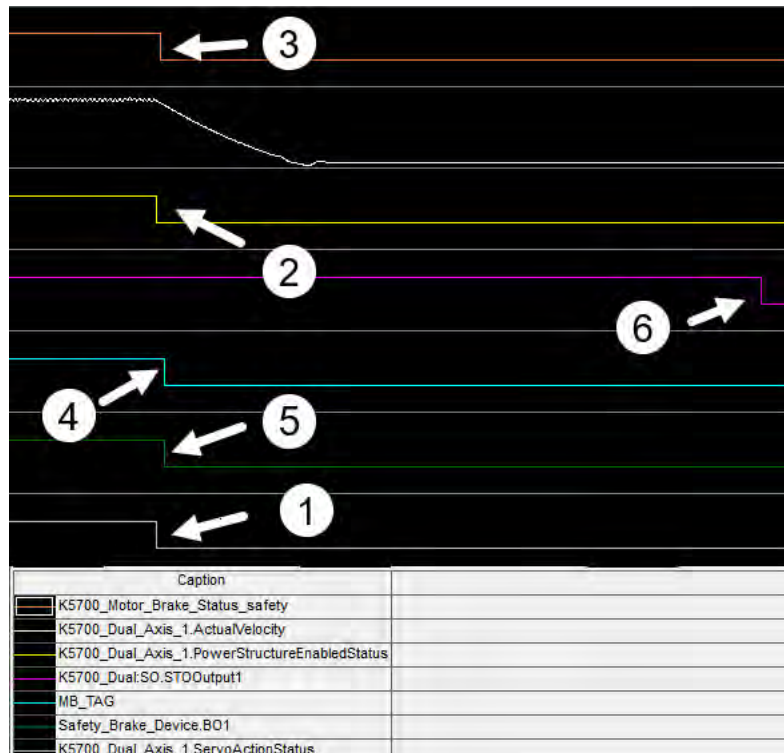 3
2
6
4
5
1
Caption
K5700_Motor_Brake_Status_safety
K5700_Dual_Axis_1.ActualVelocity
K5700_Dual_Axis_1.PowerStructureEnabledStatus
K5700_Dual:SO.STOOutput1
MB_TAG
Safety_Brake_Device.BO1
K5700_Dual_Axis_1.ServoActionStatus